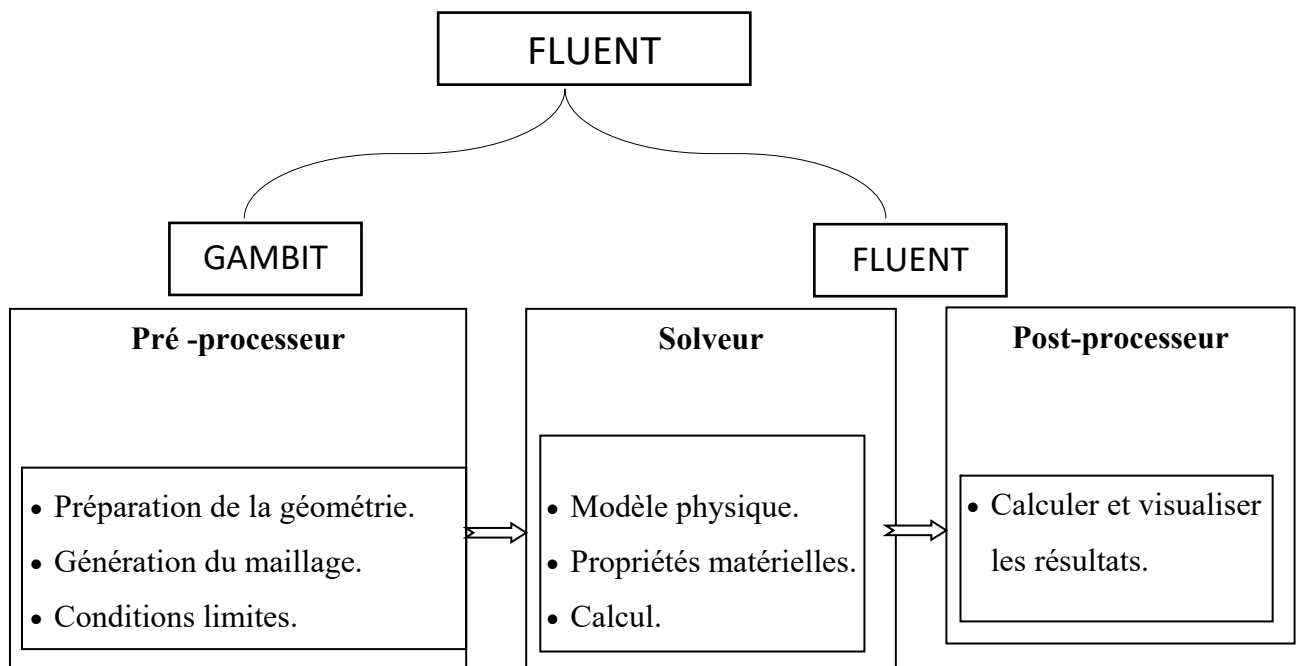 FLUENT
GAMBIT
FLUENT
Pré -processeur
• Préparation de la géométrie.
• Génération du maillage.
• Conditions limites.
Solveur
• Modèle physique.
• Propriétés matérielles.
• Calcul.
Post-processeur
• Calculer et visualiser
les résultats.